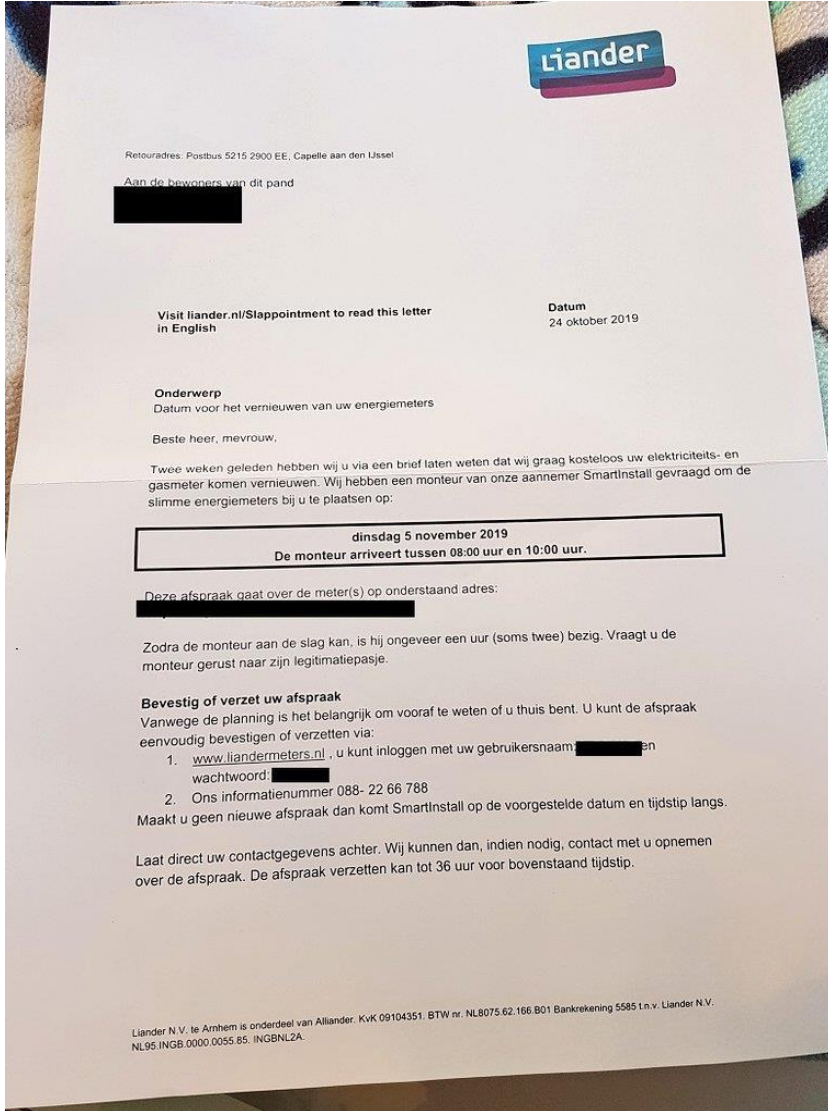 Liander
Retouradres: Postbus 5215 2900 EE, Capelle aan den IJssel
Aan de bewoners van dit pand
Visit liander.nl/Slappointment to read this letter
in English
Datum
24 oktober 2019
Onderwerp
Datum voor het vernieuwen van uw energiemeters
Beste heer, mevrouw,
Twee weken geleden hebben wij u via een brief laten weten dat wij graag kosteloos uw elektriciteits- en
gasmeter komen vernieuwen. Wij hebben een monteur van onze aannemer SmartInstall gevraagd om de
slimme energiemeters bij u te plaatsen op:
dinsdag 5 november 2019
De monteur arriveert tussen 08:00 uur en 10:00 uur.
Deze afspraak gaat over de meter(s) op onderstaand adres:
Zodra de monteur aan de slag kan, is hij ongeveer een uur (soms twee) bezig. Vraagt u de
monteur gerust naar zijn legitimatiepasje.
Bevestig of verzet uw afspraak
Vanwege de planning is het belangrijk om vooraf te weten of u thuis bent. U kunt de afspraak
eenvoudig bevestigen of verzetten via:
1. www.liandermeters.nl , u kunt inloggen met uw gebruikersnaam: en
wachtwoord:
2. Ons informatienummer 088- 22 66 788
Maakt u geen nieuwe afspraak dan komt SmartInstall op de voorgestelde datum en tijdstip langs.
Laat direct uw contactgegevens achter. Wij kunnen dan, indien nodig, contact met u opnemen
over de afspraak. De afspraak verzetten kan tot 36 uur voor bovenstaand tijdstip.
Liander N.V. te Arnhem is onderdeel van Alliander. KvK 09104351. BTW nr. NL8075.62.166.B01 Bankrekening 5585 t.n.v. Liander N.V.
NL95.INGB.0000.0055.85. INGBNL2A.